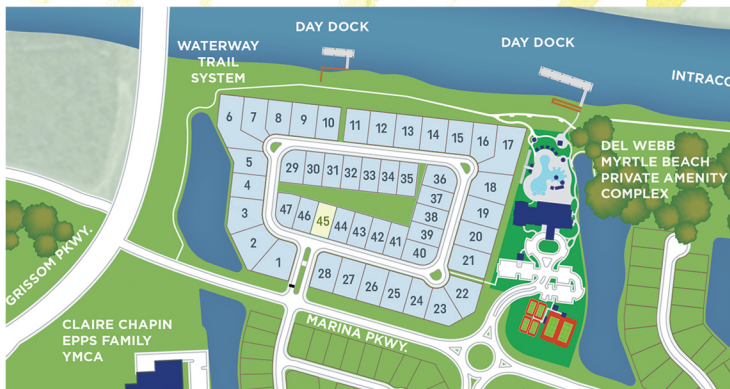 DAY DOCK
DAY DOCK
WATERWAY
TRAIL
SYSTEM
INTRACO
6 7 8 9 10 11 12 13 14 15 16 17
DEL WEBB
MYRTLE BEACH
PRIVATE AMENITY
COMPLEX
5 29 30 31 32 33 34 35 36 18
4 37
3 47 46 45 44 43 42 41 38 19
39 20
2 40
1 21
28 27 26 25 24 23 22
GRISSOM PKWY.
MARINA PKWY.
CLAIRE CHAPIN
EPPS FAMILY
YMCA